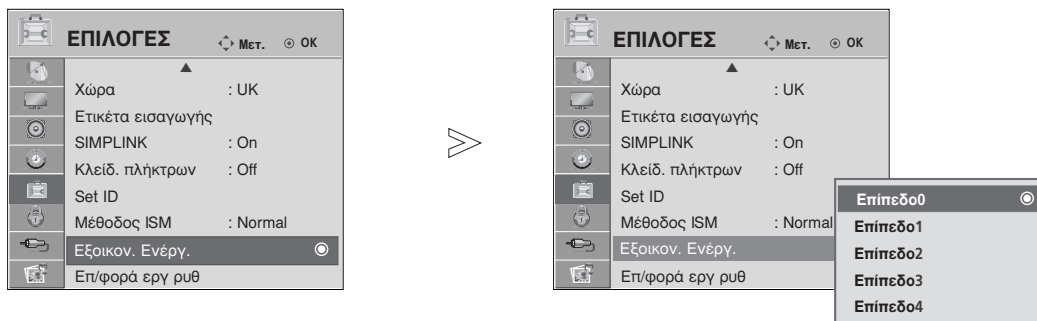 ΕΠΙΛΟΓΕΣ Μετ. OK
Χώρα : UK
Ετικέτα εισαγωγής
SIMPLINK : On
Κλείδ. πλήκτρων : Off
Set ID
Μέθοδος ISM : Normal
Εξοικον. Ενέργ.
Επ/φορά εργ ρυθ
ΕΠΙΛΟΓΕΣ Μετ. OK
Χώρα : UK
Ετικέτα εισαγωγής
SIMPLINK : On
Κλείδ. πλήκτρων : Off
Set ID
Μέθοδος ISM : Normal
Εξοικον. Ενέργ.
Επ/φορά εργ ρυθ
Επίπεδο0
Επίπεδο1
Επίπεδο2
Επίπεδο3
Επίπεδο4